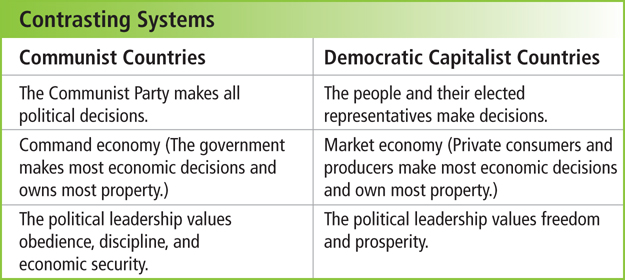 Contrasting Systems
Communist Countries
Democratic Capitalist Countries
The Communist Party makes all
political decisions.
The people and their elected
representatives make decisions.
Command economy (The government
makes most economic decisions and
owns most property.)
Market economy (Private consumers and
producers make most economic decisions
and own most property.)
The political leadership values
obedience, discipline, and
economic security.
The political leadership values freedom
and prosperity.